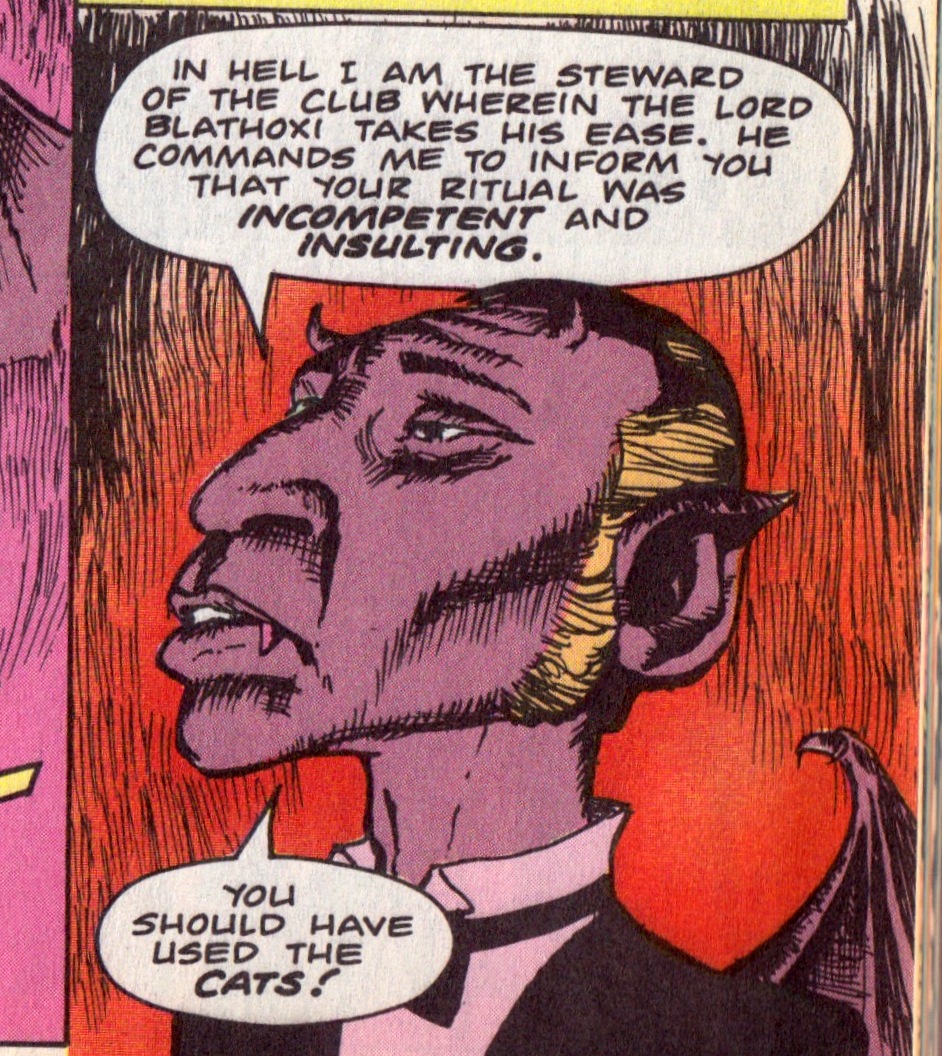 IN HELL I AM THE STEWARD
OF THE CLUB WHEREIN THE LORD
BLATHOXI TAKES HIS EASE. HE
COMMANDS ME TO INFORM YOU
THAT YOUR RITUAL WAS
INCOMPETENT AND
INSULTING.
YOU
SHOULD HAVE
USED THE
CATS!